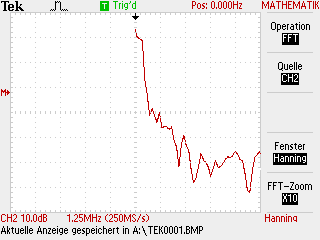 Tek T Trig'd Pos: 0.000Hz MATHEMATIK
Operation
FFT
Quelle
CH2
M
Fenster
Hanning
FFT-Zoom
X10
CH2 10.0dB 1.25MHz (250MS/s) Hanning
Aktuelle Anzeige gespeichert in A:\TEK0001.BMP